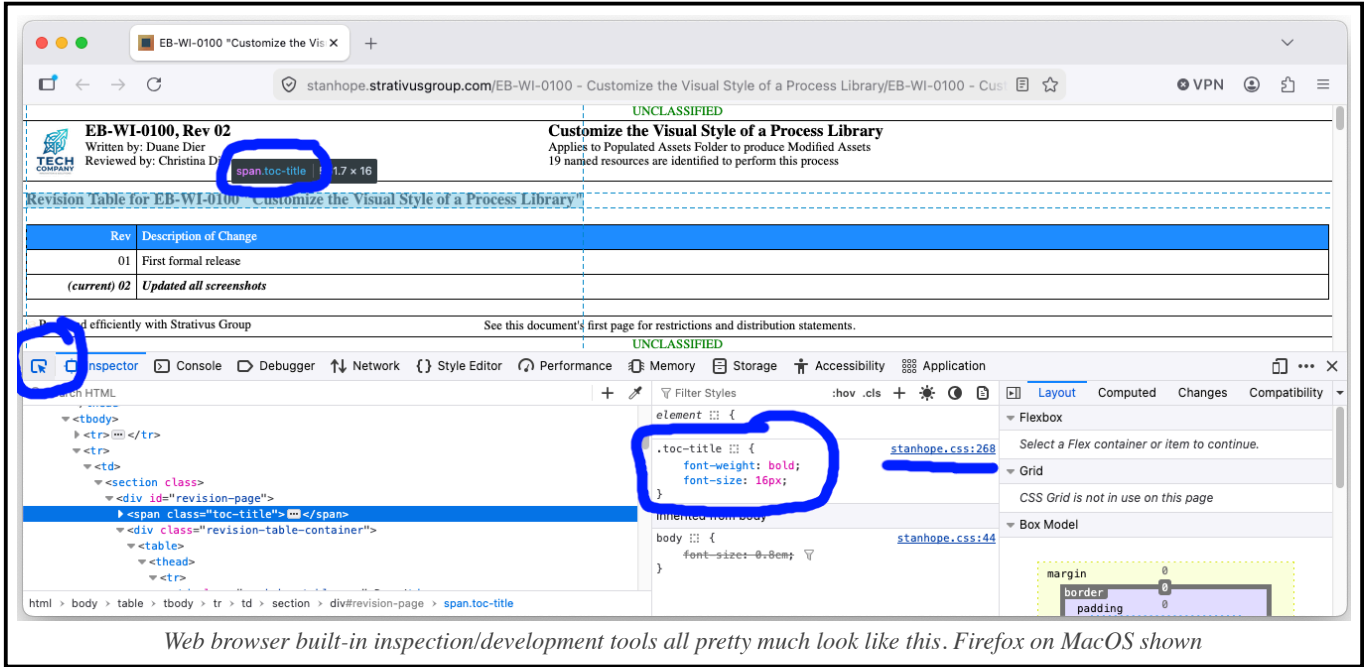 EB-WI-0100 "Customize the Vis
stanhope.strativusgroup.com/EB-WI-0100 - Customize the Visual Style of a Process Library/EB-WI-0100 - Cus
VPN
UNCLASSIFIED
TECH
COMPANY
EB-WI-0100, Rev 02
Written by: Duane Dier
Reviewed by: Christina Di
Customize the Visual Style of a Process Library
Applies to Populated Assets Folder to produce Modified Assets
19 named resources are identified to perform this process
span.toc-title 1.7 × 16
Revision Table for EB-WI-0100 "Customize the Visual Style of a Process Library"
Rev Description of Change
01 First formal release
(current) 02 Updated all screenshots
efficiently with Strativus Group See this document's first page for restrictions and distribution statements.
UNCLASSIFIED
Inspector Console Debugger Network {} Style Editor Performance Memory Storage Accessibility Application
HTML
<tbody>
<tr> </tr>
<tr>
<td>
<section class>
<div id="revision-page">
<span class="toc-title"> </span>
<div class="revision-table-container">
<table>
<thead>
<tr>
html > body > table > tbody > tr > td > section > div#revision-page > span.toc-title
Filter Styles :hov .cls +
element {
.toc-title { stanhope.css:268
font-weight: bold;
font-size: 16px;
}
Inherited from body
body { stanhope.css:44
font-size: 0.8em;
}
Layout Computed Changes Compatibility
Flexbox
Select a Flex container or item to continue.
Grid
CSS Grid is not in use on this page
Box Model
margin 0
border 0
padding 0
Web browser built-in inspection/development tools all pretty much look like this. Firefox on MacOS shown